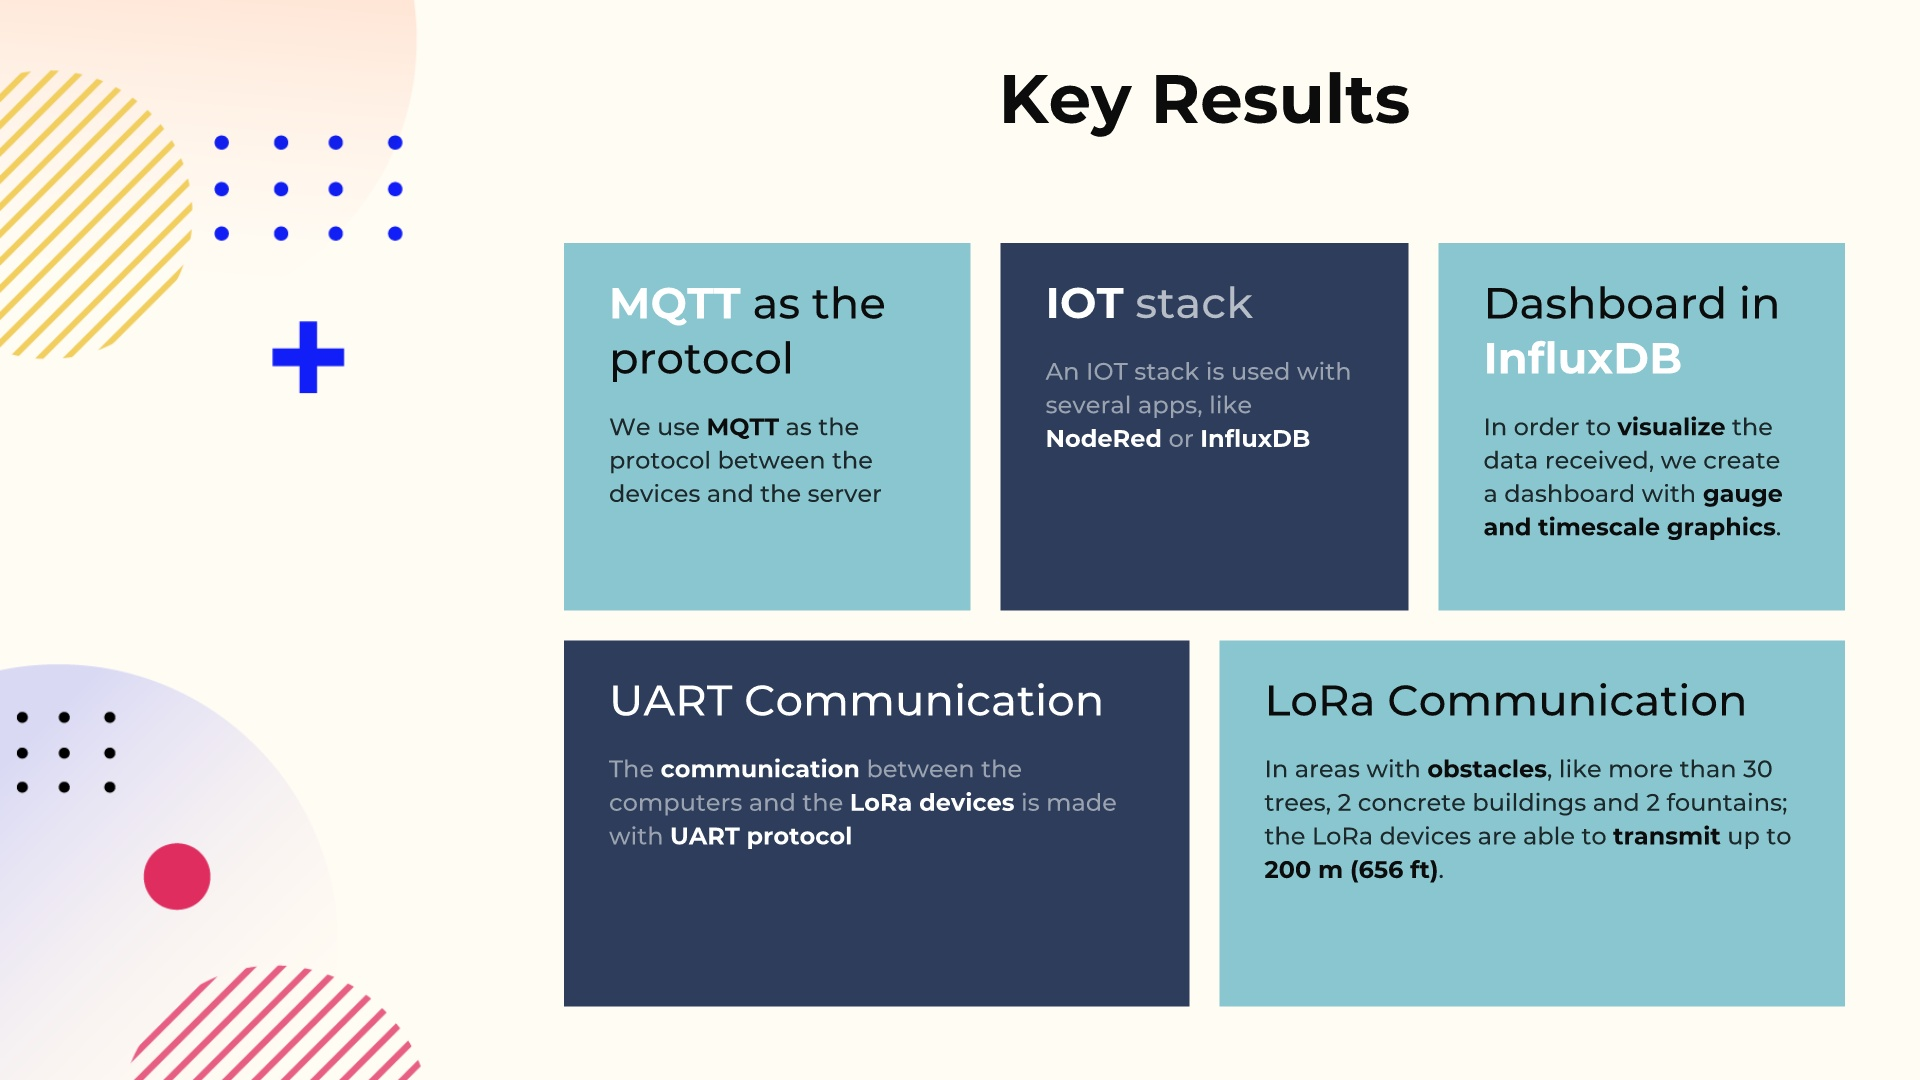 Key Results
MQTT as the
protocol
We use MQTT as the
protocol between the
devices and the server
IOT stack
An IOT stack is used with
several apps, like
NodeRed or InfluxDB
Dashboard in
InfluxDB
In order to visualize the
data received, we create
a dashboard with gauge
and timescale graphics.
UART Communication
The communication between the
computers and the LoRa devices is made
with UART protocol
LoRa Communication
In areas with obstacles, like more than 30
trees, 2 concrete buildings and 2 fountains;
the LoRa devices are able to transmit up to
200 m (656 ft).